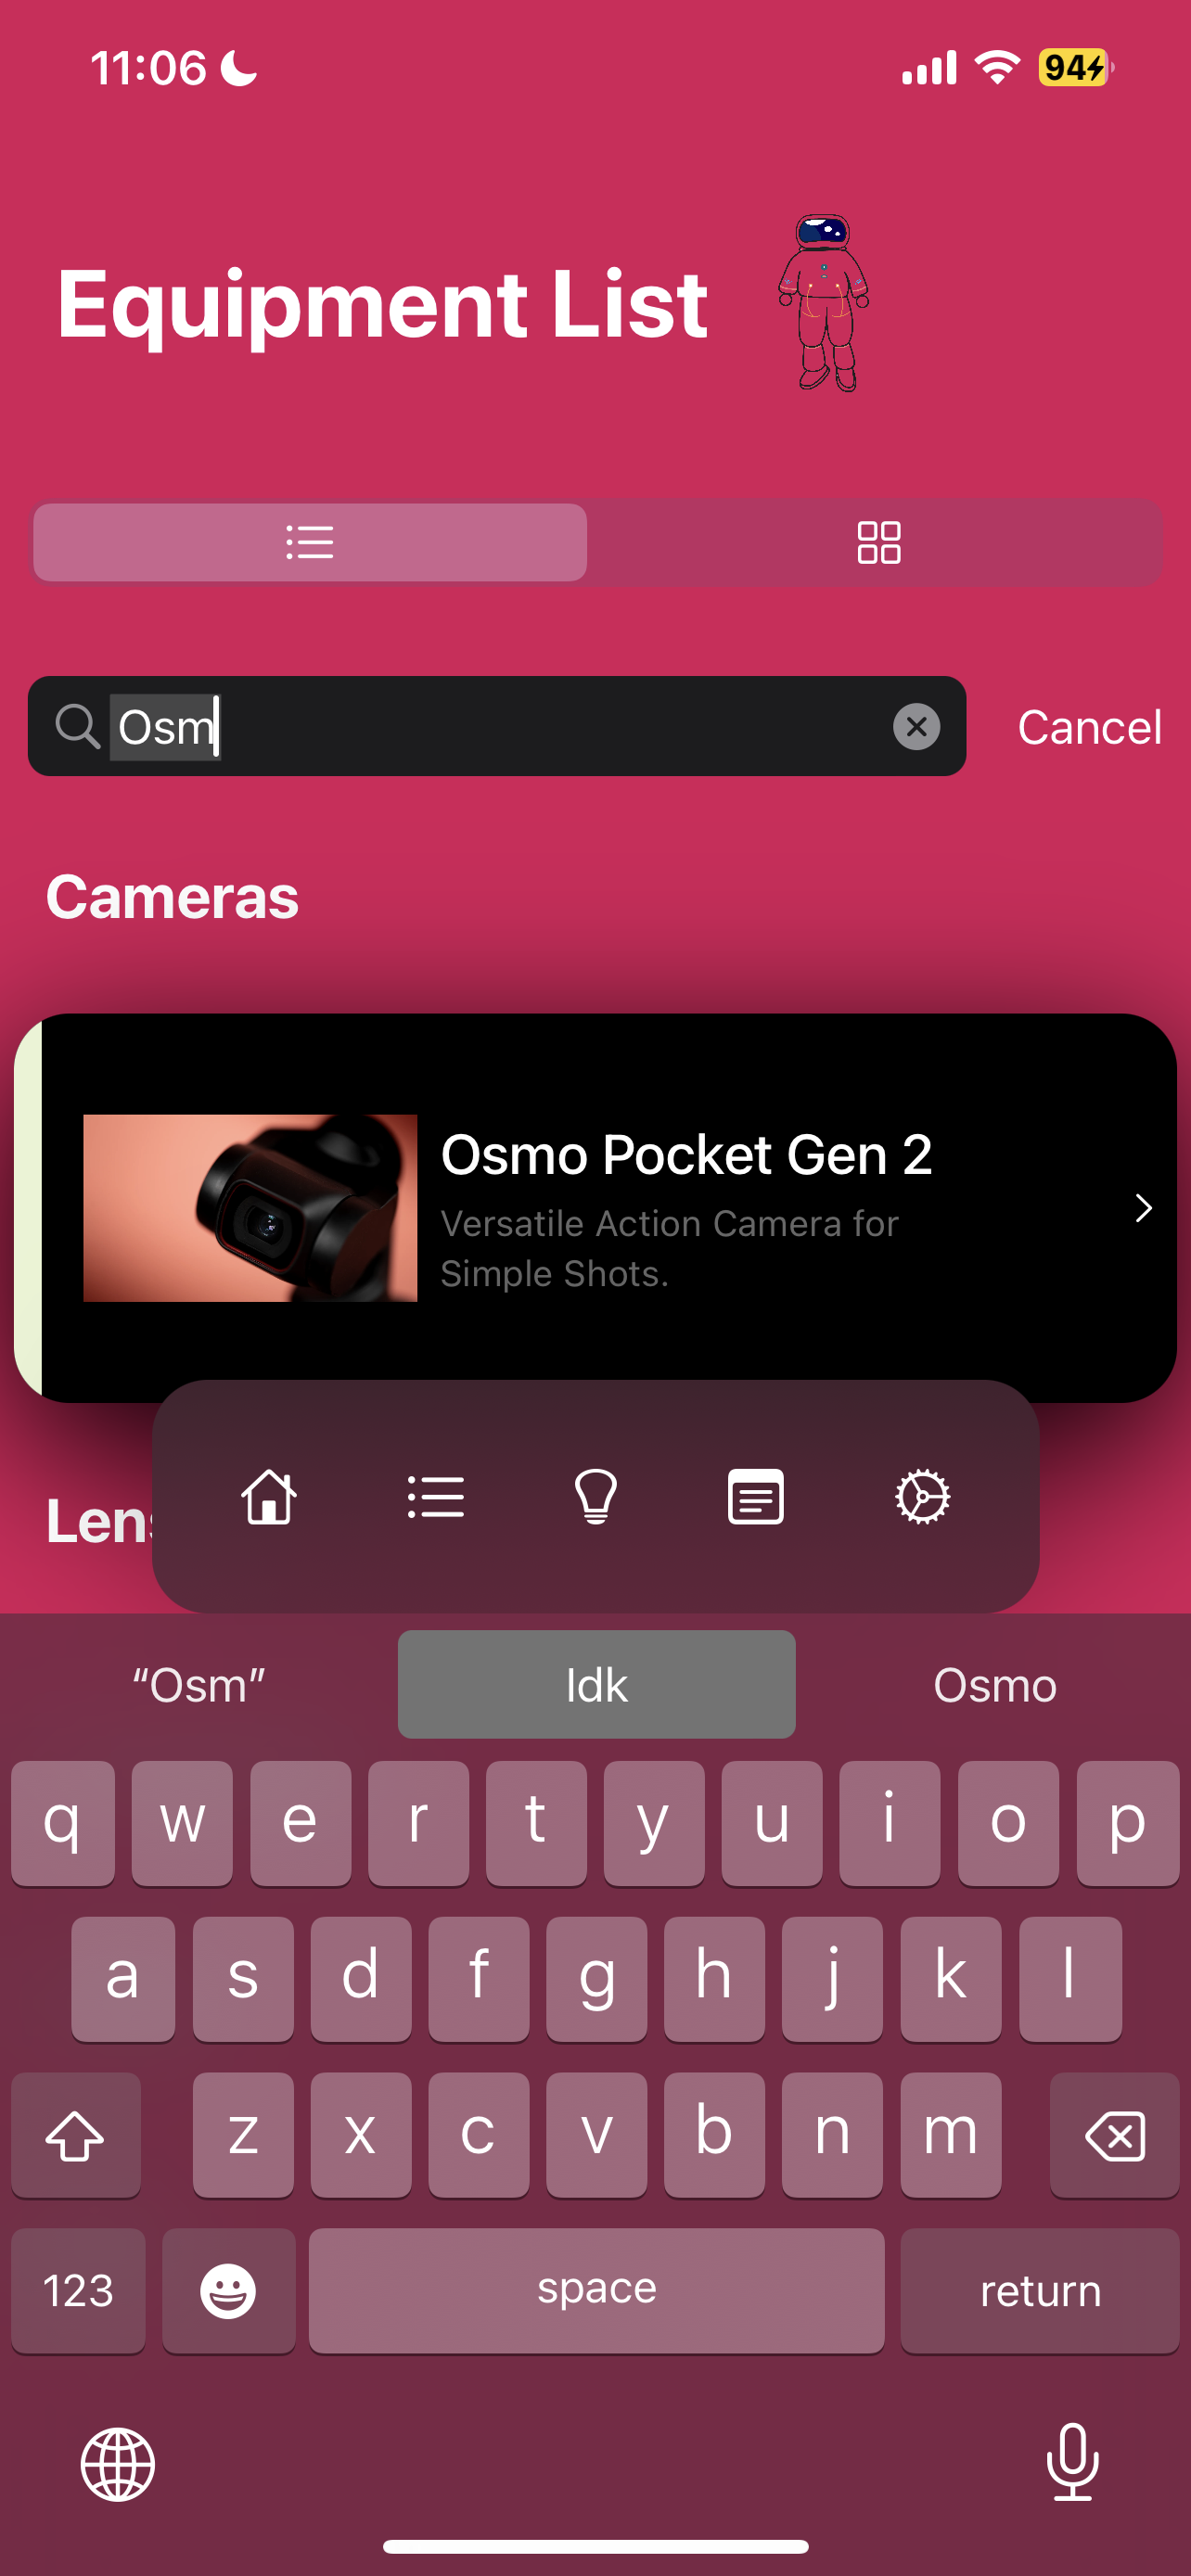 11:06
94
Equipment List
Osm
Cancel
Cameras
Osmo Pocket Gen 2
Versatile Action Camera for
Simple Shots.
“Osm”
Idk
Osmo
q w e r t y u i o p
a s d f g h j k l
z x c v b n m
123
space
return